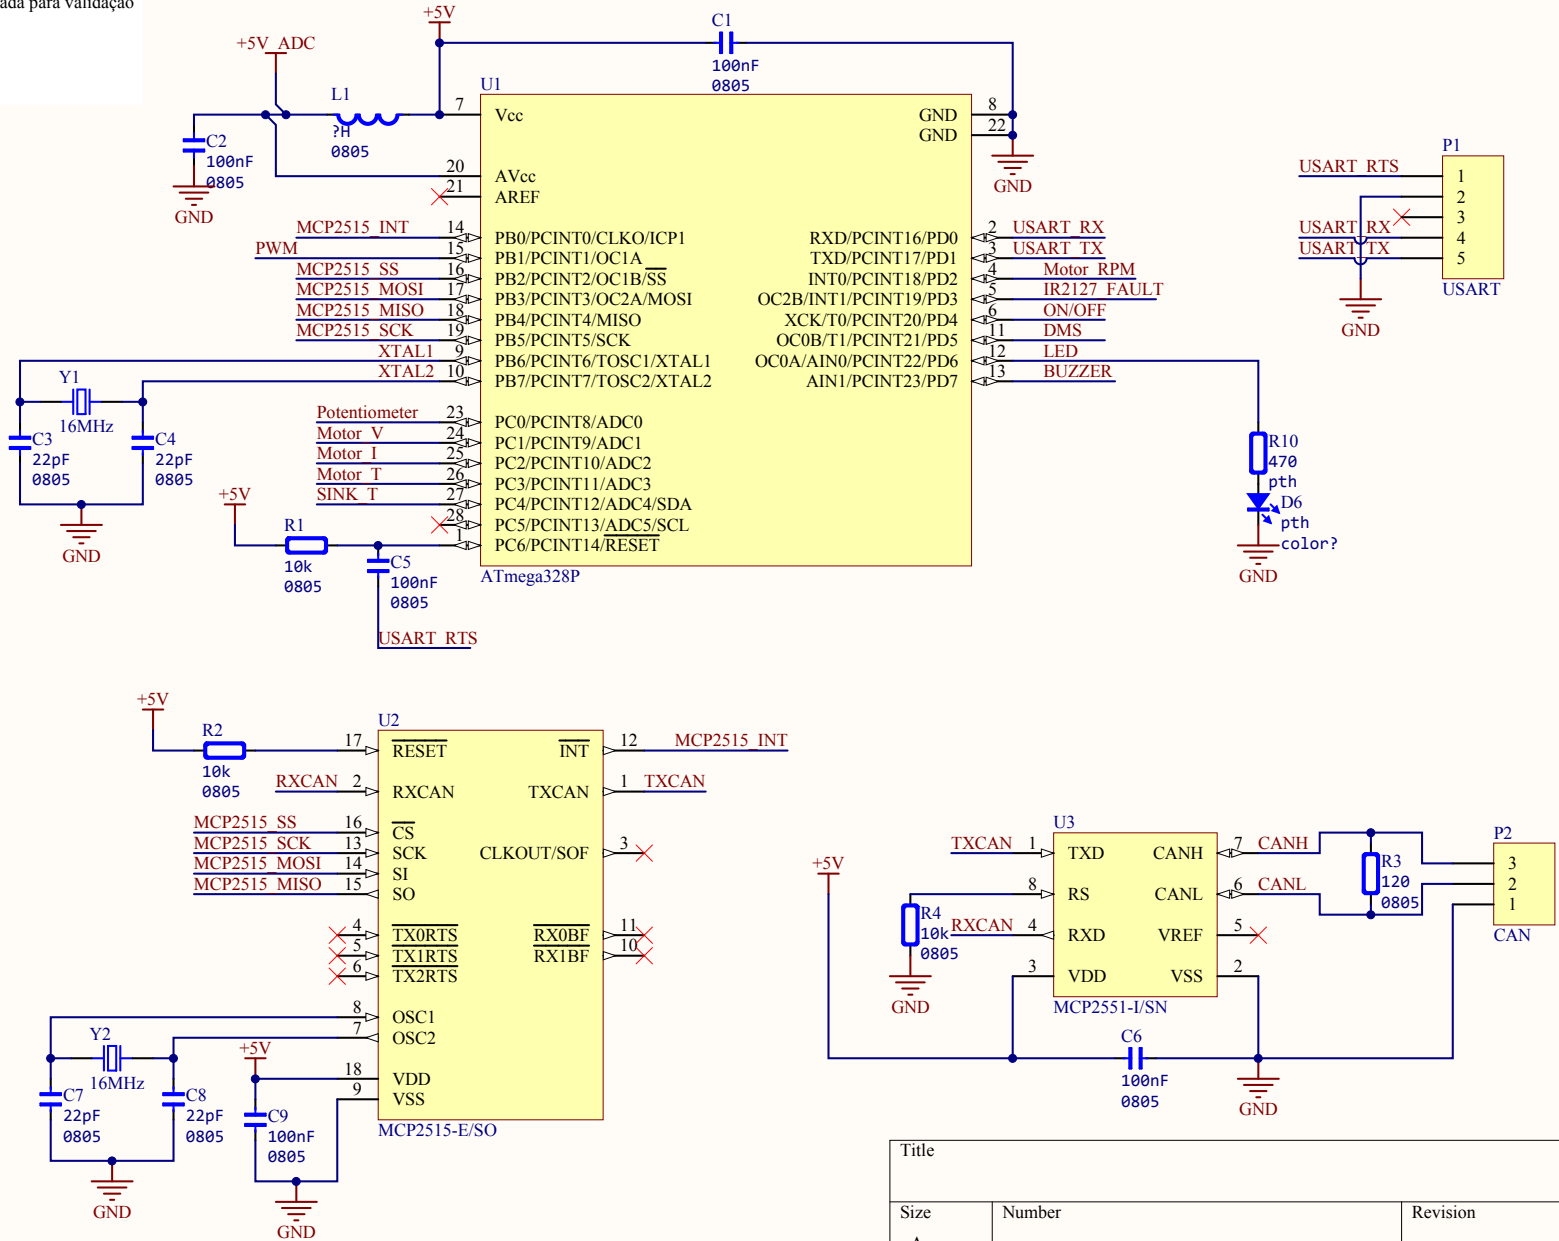 ada para validação
+5V
+5V_ADC
C1
100nF
0805
L1
?H
0805
C2
100nF
0805
GND
U1
7 Vcc
20 AVcc
21 AREF
MCP2515_INT 14 PB0/PCINT0/CLKO/ICP1
PWM 15 PB1/PCINT1/OC1A
MCP2515_SS 16 PB2/PCINT2/OC1B/SS
MCP2515_MOSI 17 PB3/PCINT3/OC2A/MOSI
MCP2515_MISO 18 PB4/PCINT4/MISO
MCP2515_SCK 19 PB5/PCINT5/SCK
XTAL1 9 PB6/PCINT6/TOSC1/XTAL1
XTAL2 10 PB7/PCINT7/TOSC2/XTAL2
Potentiometer 23 PC0/PCINT8/ADC0
Motor_V 24 PC1/PCINT9/ADC1
Motor_I 25 PC2/PCINT10/ADC2
Motor_T 26 PC3/PCINT11/ADC3
SINK_T 27 PC4/PCINT12/ADC4/SDA
28 PC5/PCINT13/ADC5/SCL
1 PC6/PCINT14/RESET
ATmega328P
GND 8
GND 22
GND
RXD/PCINT16/PD0 2 USART_RX
TXD/PCINT17/PD1 3 USART_TX
INT0/PCINT18/PD2 4 Motor_RPM
OC2B/INT1/PCINT19/PD3 5 IR2127_FAULT
XCK/T0/PCINT20/PD4 6 ON/OFF
OC0B/T1/PCINT21/PD5 11 DMS
OC0A/AIN0/PCINT22/PD6 12 LED
AIN1/PCINT23/PD7 13 BUZZER
P1
USART_RTS 1
2
3
USART_RX 4
USART_TX 5
USART
GND
Y1
16MHz
C3
22pF
0805
C4
22pF
0805
GND
+5V
R1
10k
0805
C5
100nF
0805
USART_RTS
R10
470
pth
D6
pth
color?
GND
+5V
R2
10k
0805
U2
17 RESET
RXCAN 2 RXCAN
MCP2515_SS 16 CS
MCP2515_SCK 13 SCK
MCP2515_MOSI 14 SI
MCP2515_MISO 15 SO
4 TX0RTS
5 TX1RTS
6 TX2RTS
8 OSC1
7 OSC2
18 VDD
9 VSS
INT 12 MCP2515_INT
TXCAN 1 TXCAN
CLKOUT/SOF 3
RX0BF 11
RX1BF 10
MCP2515-E/SO
Y2
16MHz
C7
22pF
0805
C8
22pF
0805
GND
+5V
C9
100nF
0805
GND
+5V
U3
TXCAN 1 TXD
8 RS
RXCAN 4 RXD
3 VDD
CANH 7 CANH
CANL 6 CANL
VREF 5
VSS 2
MCP2551-I/SN
R4
10k
0805
GND
R3
120
0805
P2
3
2
1
CAN
C6
100nF
0805
GND
Title
Size
Number
Revision